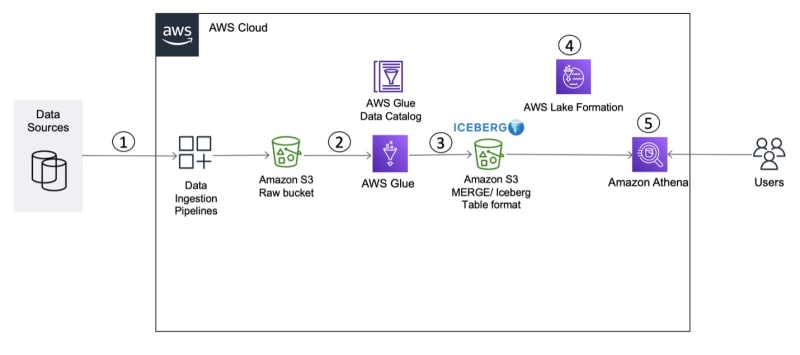 aws
AWS Cloud
4
AWS Glue
Data Catalog
AWS Lake Formation
Data
Sources
ICEBERG
1
2
3
5
Data
Ingestion
Pipelines
Amazon S3
Raw bucket
AWS Glue
Amazon S3
MERGE/ Iceberg
Table format
Amazon Athena
Users